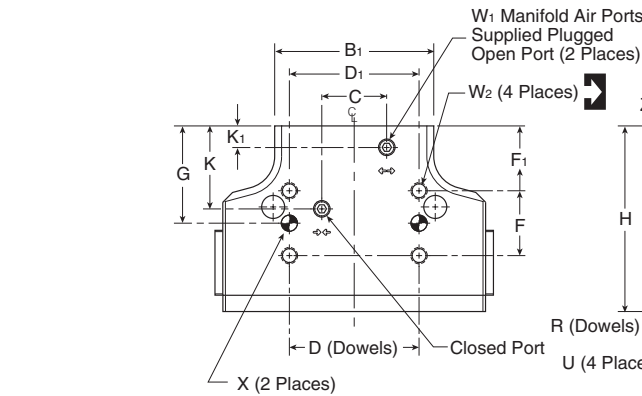 W1 Manifold Air Ports
Supplied Plugged
Open Port (2 Places)
B1
D1
C
W2 (4 Places)
℄
K1
G
K
F1
F
H
R (Dowels)
D (Dowels)
Closed Port
U (4 Place
X (2 Places)